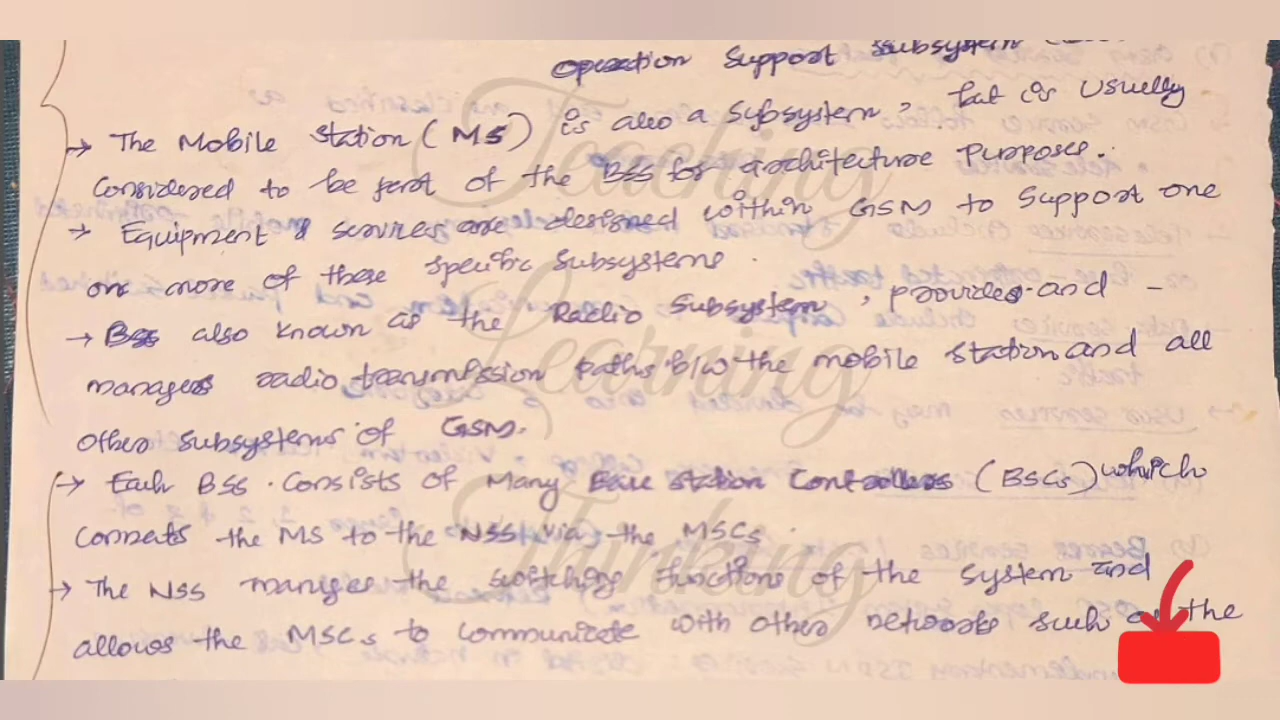 operation Support Subsystem
→ The Mobile Station (MS) is also a Subsystem, but is usually
Considered to be part of the BSS for architecture Purposes.
→ Equipment & services are designed within GSM to Support one
or more of these specific Subsystems.
→ BSS also known as the Radio Subsystem, provides and -
manages radio transmission paths b/w the mobile station and all
other Subsystems of GSM.
→ Each BSS Consists of Many Base station Controllers (BSCs) which
Connects the MS to the NSS via the MSCs.
→ The NSS manages the switching functions of the System and
allows the MSCs to Communicate with other networks such as the
Teaching
Learning
Thinking